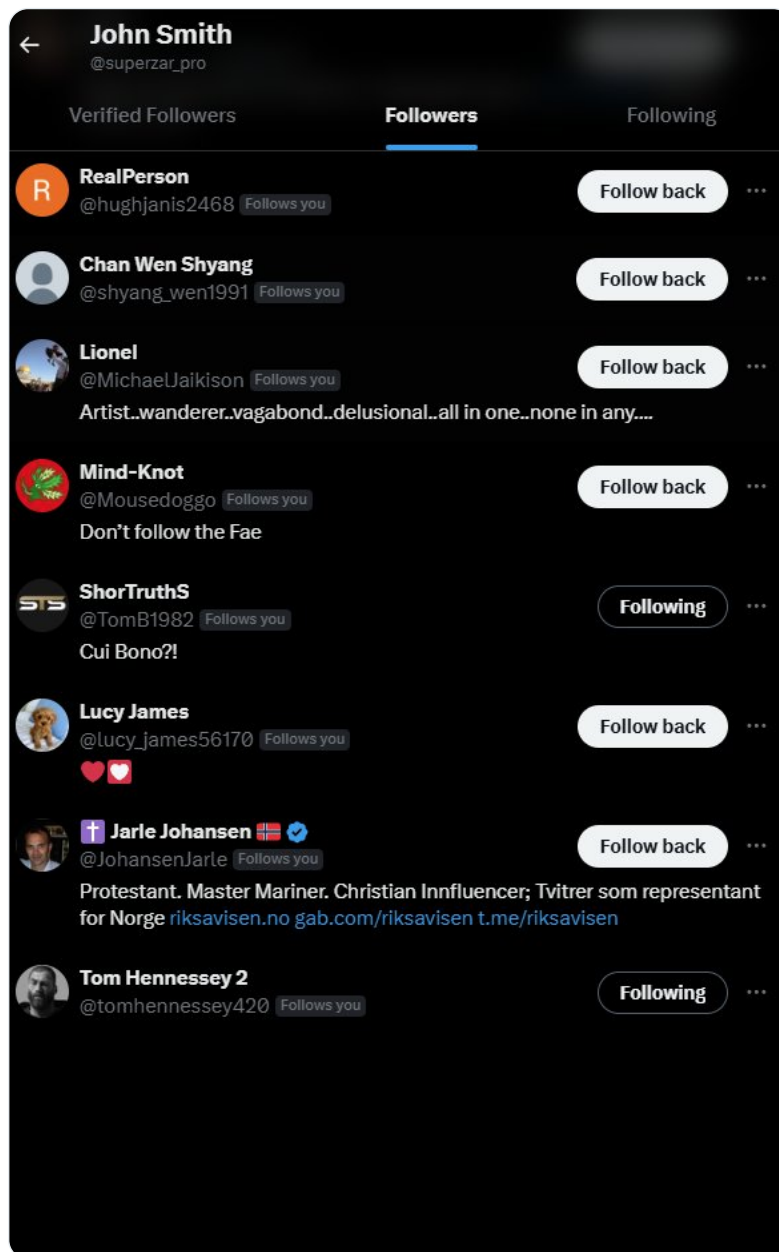 John Smith
@superzar_pro
Verified Followers Followers Following
R
RealPerson
@hughjanis2468 Follows you
Follow back
Chan Wen Shyang
@shyang_wen1991 Follows you
Follow back
Lionel
@MichaelJaikison Follows you
Follow back
Artist..wanderer..vagabond..delusional..all in one..none in any....
Mind-Knot
@Mousedoggo Follows you
Follow back
Don’t follow the Fae
STS
ShorTruthS
@TomB1982 Follows you
Following
Cui Bono?!
Lucy James
@lucy_james56170 Follows you
Follow back
❤️💟
✝️ Jarle Johansen 🇳🇴
@JohansenJarle Follows you
Follow back
Protestant. Master Mariner. Christian Innfluencer; Tvitrer som representant
for Norge riksavisen.no gab.com/riksavisen t.me/riksavisen
Tom Hennessey 2
@tomhennessey420 Follows you
Following